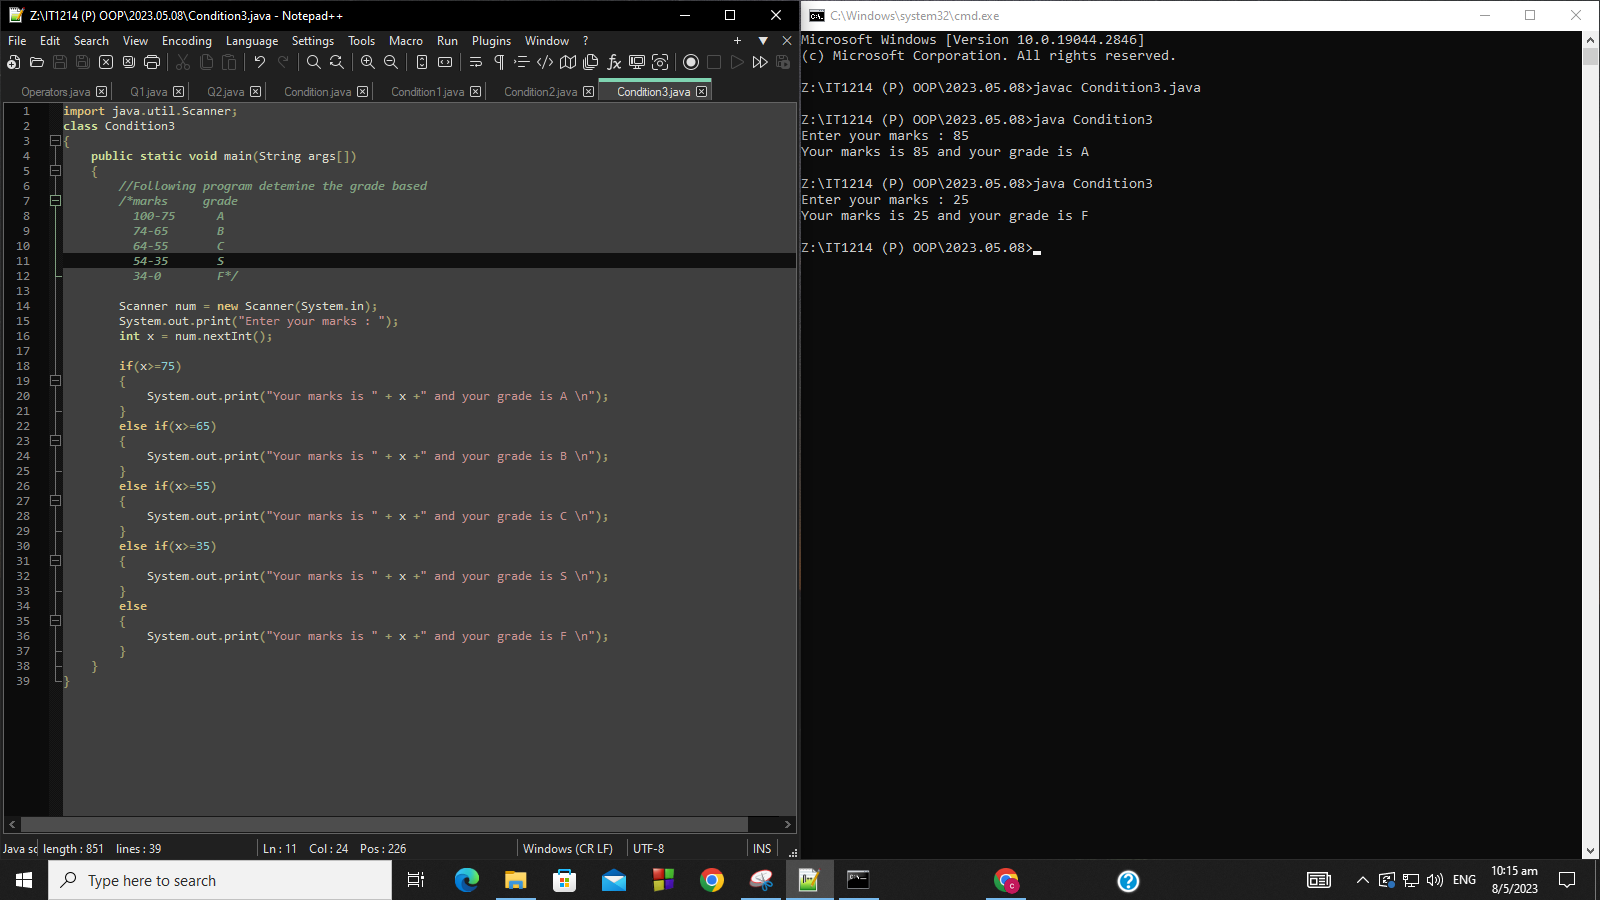 Z:\IT1214 (P) OOP\2023.05.08\Condition3.java - Notepad++
File Edit Search View Encoding Language Settings Tools Macro Run Plugins Window ?
Operators.java Q1.java Q2.java Condition.java Condition1.java Condition2.java Condition3.java
1 import java.util.Scanner;
2 class Condition3
3 {
4 public static void main(String args[])
5 {
6 //Following program detemine the grade based
7 /*marks grade
8 100-75 A
9 74-65 B
10 64-55 C
11 54-35 S
12 34-0 F*/
13
14 Scanner num = new Scanner(System.in);
15 System.out.print("Enter your marks : ");
16 int x = num.nextInt();
17
18 if(x>=75)
19 {
20 System.out.print("Your marks is " + x +" and your grade is A \n");
21 }
22 else if(x>=65)
23 {
24 System.out.print("Your marks is " + x +" and your grade is B \n");
25 }
26 else if(x>=55)
27 {
28 System.out.print("Your marks is " + x +" and your grade is C \n");
29 }
30 else if(x>=35)
31 {
32 System.out.print("Your marks is " + x +" and your grade is S \n");
33 }
34 else
35 {
36 System.out.print("Your marks is " + x +" and your grade is F \n");
37 }
38 }
39 }
Java sc length : 851 lines : 39 Ln : 11 Col : 24 Pos : 226 Windows (CR LF) UTF-8 INS
C:\Windows\system32\cmd.exe
Microsoft Windows [Version 10.0.19044.2846]
(c) Microsoft Corporation. All rights reserved.
Z:\IT1214 (P) OOP\2023.05.08>javac Condition3.java
Z:\IT1214 (P) OOP\2023.05.08>java Condition3
Enter your marks : 85
Your marks is 85 and your grade is A
Z:\IT1214 (P) OOP\2023.05.08>java Condition3
Enter your marks : 25
Your marks is 25 and your grade is F
Z:\IT1214 (P) OOP\2023.05.08>
Type here to search
ENG
10:15 am
8/5/2023